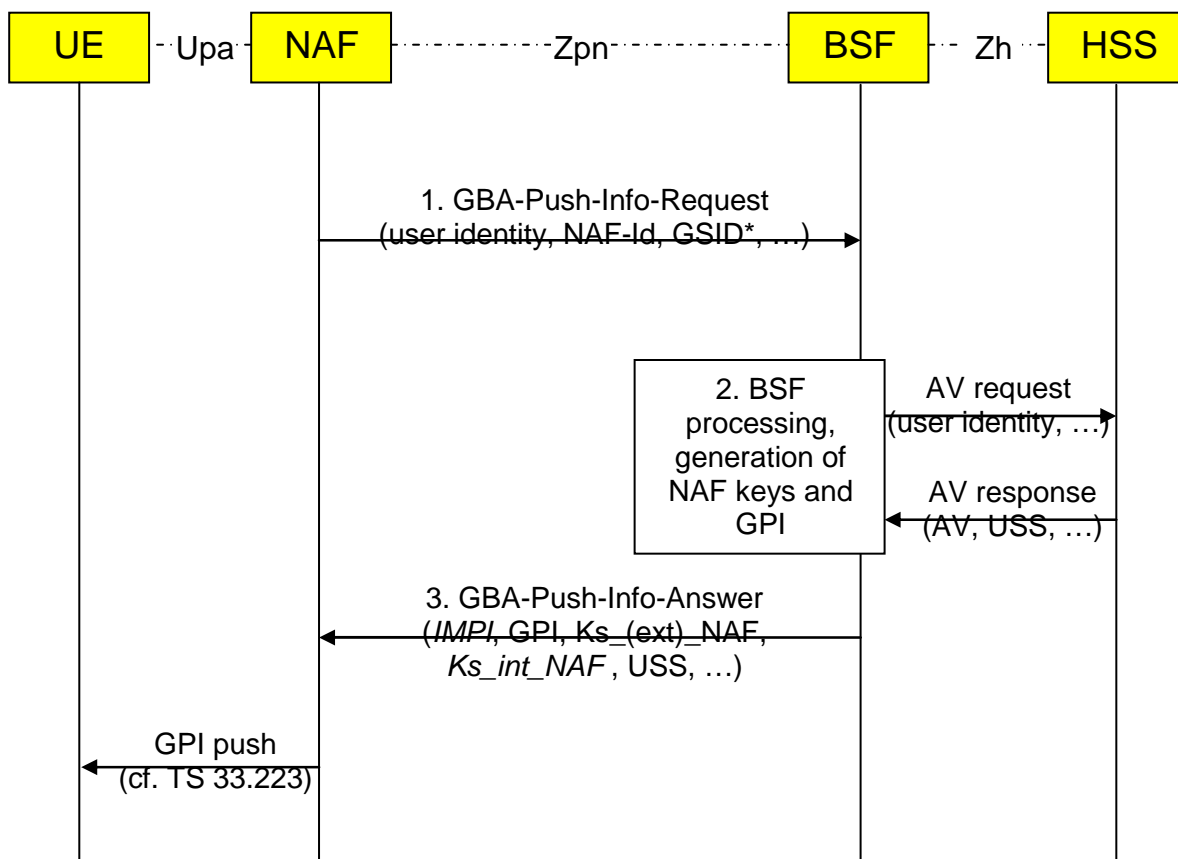 UE
Upa
NAF
Zpn
BSF
Zh
HSS
1. GBA-Push-Info-Request
(user identity, NAF-Id, GSID*, …)
2. BSF
processing,
generation of
NAF keys and
GPI
AV request
(user identity, …)
AV response
(AV, USS, …)
3. GBA-Push-Info-Answer
(IMPI, GPI, Ks_(ext)_NAF,
Ks_int_NAF , USS, …)
GPI push
(cf. TS 33.223)